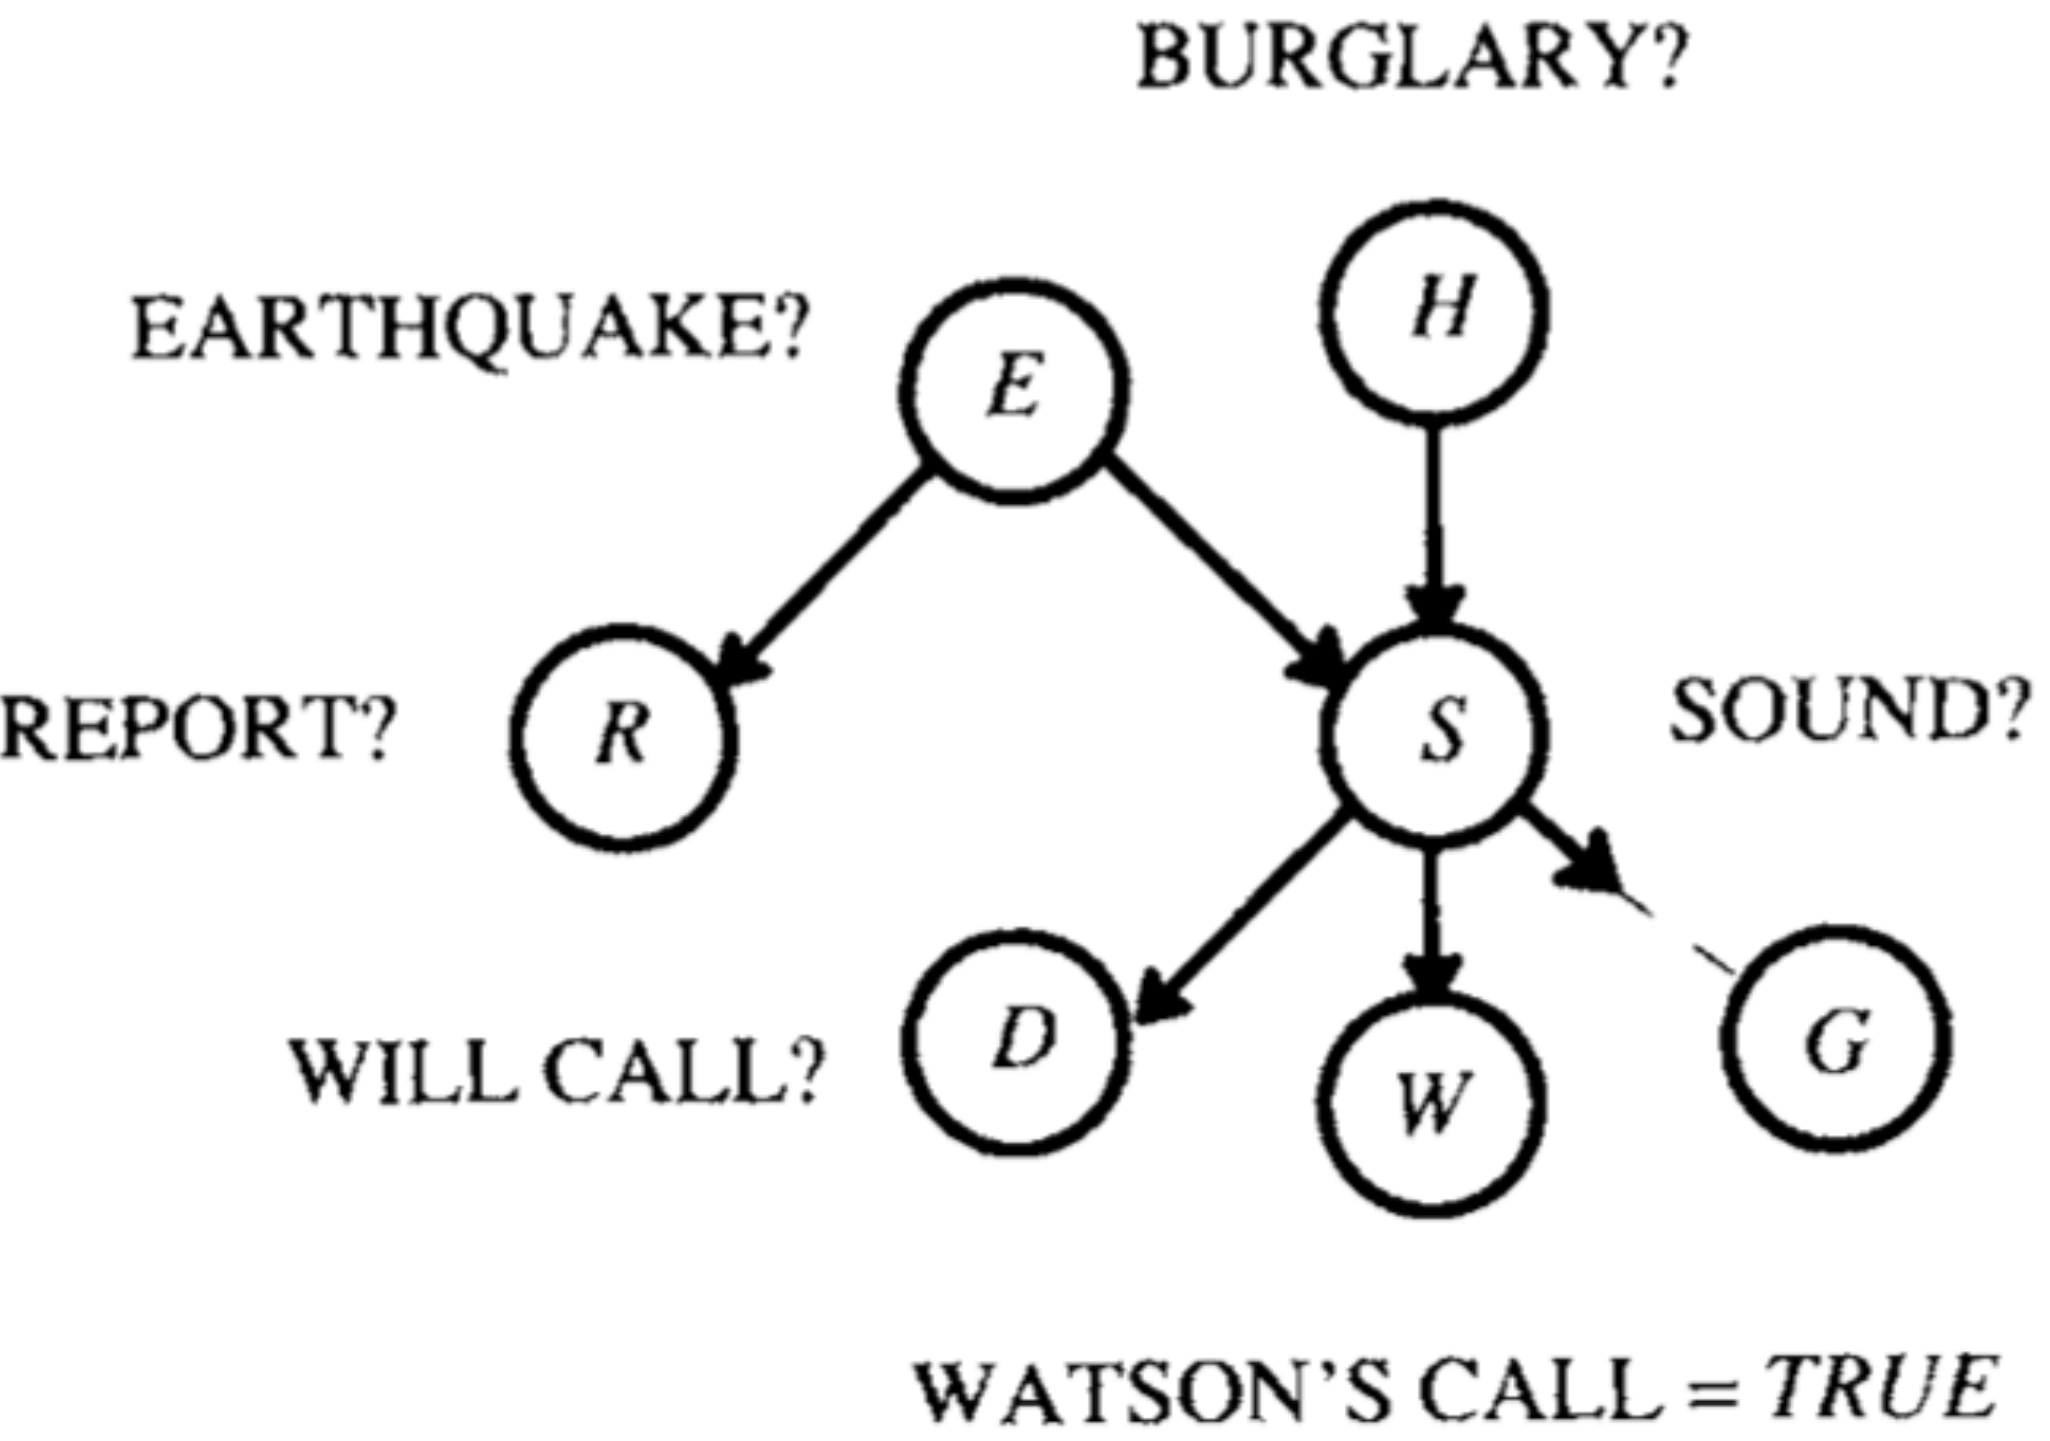 BURGLARY?
H
EARTHQUAKE?
E
REPORT?
R
S
SOUND?
WILL CALL?
D
W
G
WATSON'S CALL = TRUE